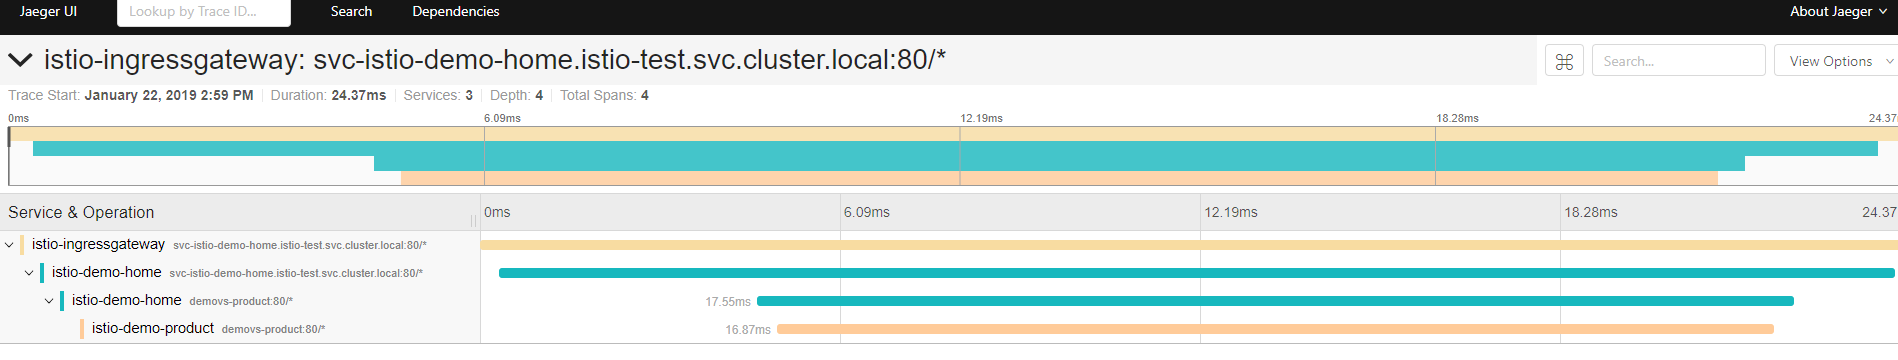 Jaeger UI Lookup by Trace ID... Search Dependencies About Jaeger
istio-ingressgateway: svc-istio-demo-home.istio-test.svc.cluster.local:80/* ⌘ Search... View Options
Trace Start: January 22, 2019 2:59 PM Duration: 24.37ms Services: 3 Depth: 4 Total Spans: 4
0ms 6.09ms 12.19ms 18.28ms 24.37
Service & Operation 0ms 6.09ms 12.19ms 18.28ms 24.37
istio-ingressgateway svc-istio-demo-home.istio-test.svc.cluster.local:80/*
istio-demo-home svc-istio-demo-home.istio-test.svc.cluster.local:80/*
istio-demo-home demovs-product:80/* 17.55ms
istio-demo-product demovs-product:80/* 16.87ms